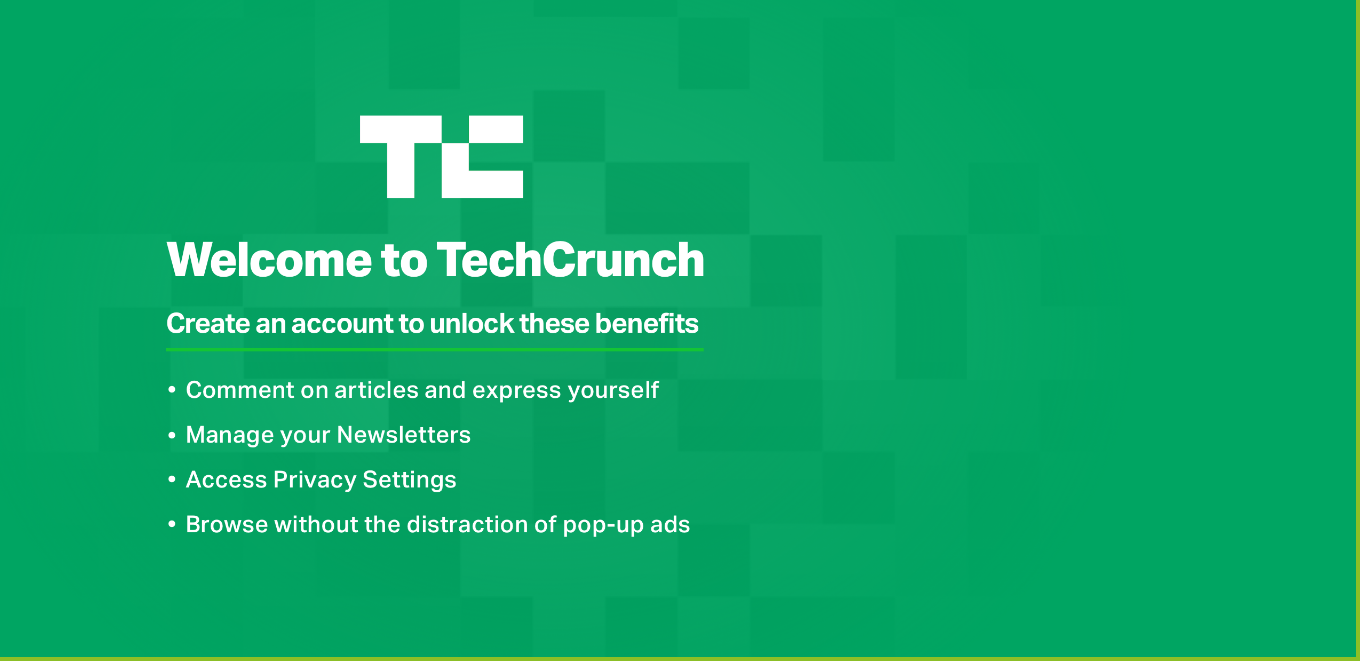 TC
Welcome to TechCrunch
Create an account to unlock these benefits
• Comment on articles and express yourself
• Manage your Newsletters
• Access Privacy Settings
• Browse without the distraction of pop-up ads